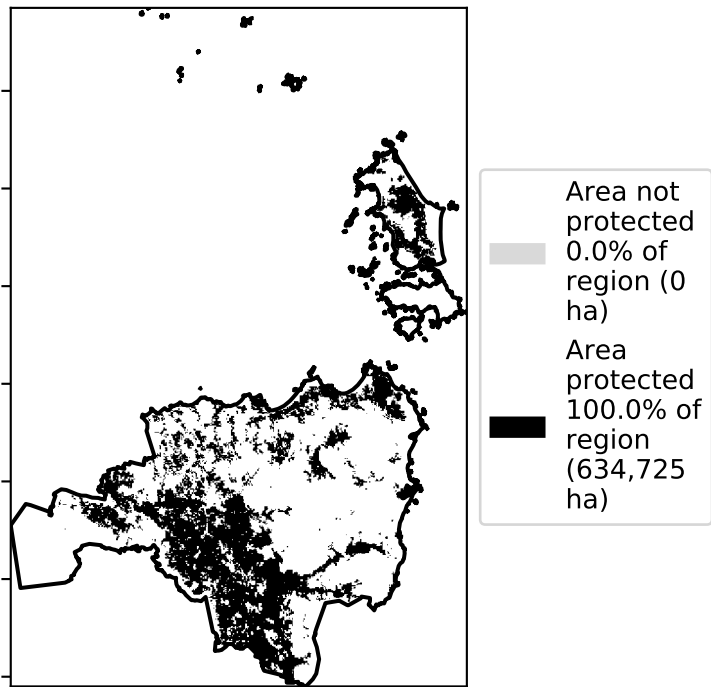 Area not
protected
0.0% of
region (0
ha)
Area
protected
100.0% of
region
(634,725
ha)